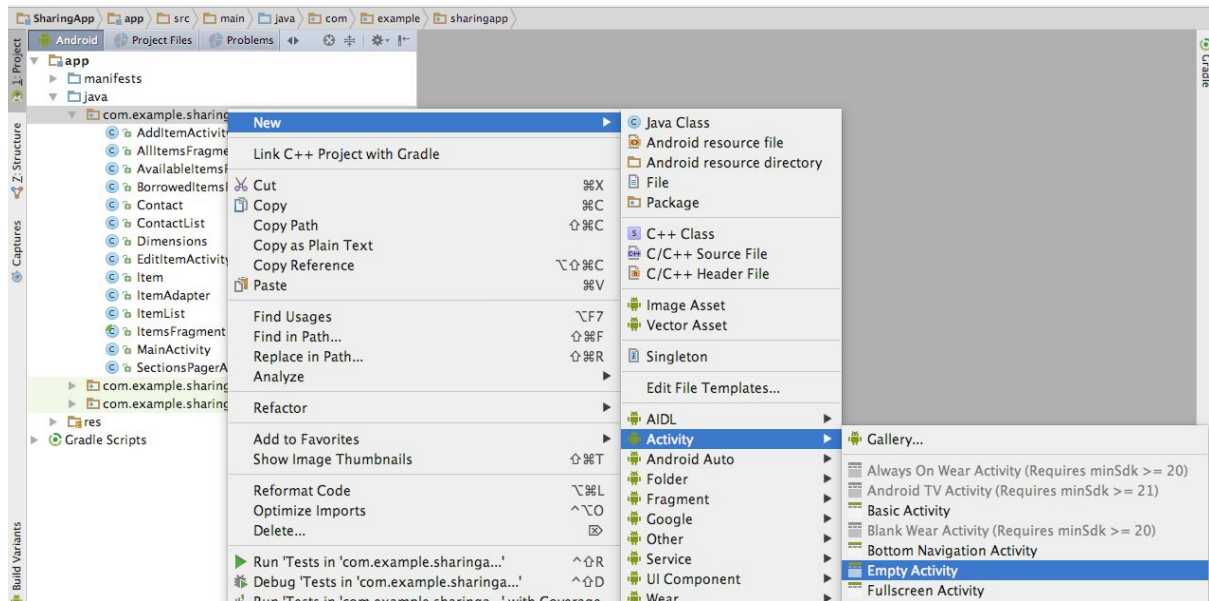 SharingApp app src main java com example sharingapp
Android Project Files Problems
1: Project
Z: Structure
Captures
Build Variants
Gradle
app
manifests
java
com.example.sharing
AddItemActivit
AllItemsFragme
AvailableItems
BorrowedItems
Contact
ContactList
Dimensions
EditItemActivity
Item
ItemAdapter
ItemList
ItemsFragment
MainActivity
SectionsPagerA
com.example.sharing
com.example.sharing
res
Gradle Scripts
New
Link C++ Project with Gradle
Cut ⌘X
Copy ⌘C
Copy Path ⇧⌘C
Copy as Plain Text
Copy Reference ⌥⇧⌘C
Paste ⌘V
Find Usages ⌥F7
Find in Path... ⇧⌘F
Replace in Path... ⇧⌘R
Analyze
Refactor
Add to Favorites
Show Image Thumbnails ⇧⌘T
Reformat Code ⌥⌘L
Optimize Imports ^⌥O
Delete... ⌦
Run 'Tests in 'com.example.sharinga...' ^⇧R
Debug 'Tests in 'com.example.sharinga...' ^⇧D
Run 'Tests in 'com.example.sharinga...' with Coverage
Java Class
Android resource file
Android resource directory
File
Package
C++ Class
C/C++ Source File
C/C++ Header File
Image Asset
Vector Asset
Singleton
Edit File Templates...
AIDL
Activity
Android Auto
Folder
Fragment
Google
Other
Service
UI Component
Wear
Gallery...
Always On Wear Activity (Requires minSdk >= 20)
Android TV Activity (Requires minSdk >= 21)
Basic Activity
Blank Wear Activity (Requires minSdk >= 20)
Bottom Navigation Activity
Empty Activity
Fullscreen Activity